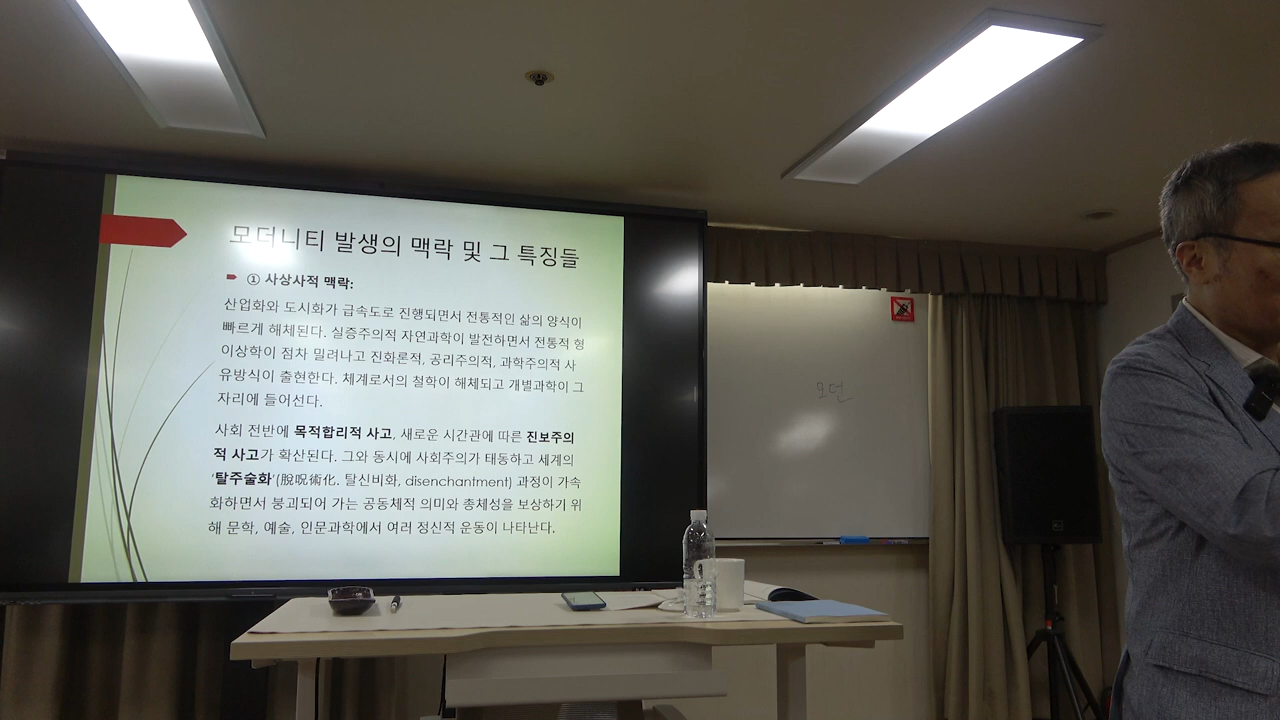 모더니티 발생의 맥락 및 그 특징들
① 사상사적 맥락:
산업화와 도시화가 급속도로 진행되면서 전통적인 삶의 양식이
빠르게 해체된다. 실증주의적 자연과학이 발전하면서 전통적 형
이상학이 점차 밀려나고 진화론적, 공리주의적, 과학주의적 사
유방식이 출현한다. 체계로서의 철학이 해체되고 개별과학이 그
자리에 들어선다.
사회 전반에 목적합리적 사고, 새로운 시간관에 따른 진보주의
적 사고가 확산된다. 그와 동시에 사회주의가 태동하고 세계의
‘탈주술화’(脫呪術化. 탈신비화, disenchantment) 과정이 가속
화하면서 붕괴되어 가는 공동체적 의미와 총체성을 보상하기 위
해 문학, 예술, 인문과학에서 여러 정신적 운동이 나타난다.
모던